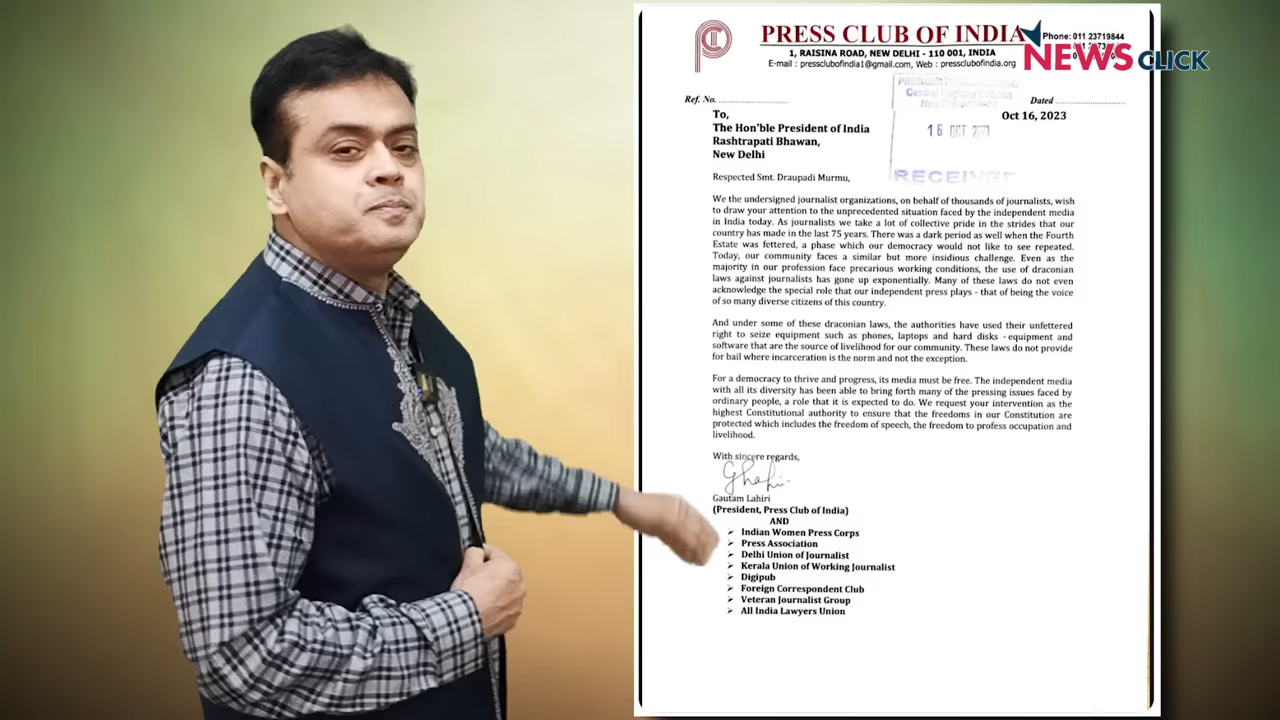 PRESS CLUB OF INDIA
1, RAISINA ROAD, NEW DELHI - 110 001, INDIA
E-mail : pressclubofindia1@gmail.com, Web : pressclubofindia.org
Phone: 011 23719844
NEWS CLICK
Ref. No.
Dated
Oct 16, 2023
16 OCT
RECEIVED
To,
The Hon'ble President of India
Rashtrapati Bhawan,
New Delhi
Respected Smt. Draupadi Murmu,
We the undersigned journalist organizations, on behalf of thousands of journalists, wish
to draw your attention to the unprecedented situation faced by the independent media
in India today. As journalists we take a lot of collective pride in the strides that our
country has made in the last 75 years. There was a dark period as well when the Fourth
Estate was fettered, a phase which our democracy would not like to see repeated.
Today, our community faces a similar but more insidious challenge. Even as the
majority in our profession face precarious working conditions, the use of draconian
laws against journalists has gone up exponentially. Many of these laws do not even
acknowledge the special role that our independent press plays - that of being the voice
of so many diverse citizens of this country.
And under some of these draconian laws, the authorities have used their unfettered
right to seize equipment such as phones, laptops and hard disks - equipment and
software that are the source of livelihood for our community. These laws do not provide
for bail where incarceration is the norm and not the exception.
For a democracy to thrive and progress, its media must be free. The independent media
with all its diversity has been able to bring forth many of the pressing issues faced by
ordinary people, a role that it is expected to do. We request your intervention as the
highest Constitutional authority to ensure that the freedoms in our Constitution are
protected which includes the freedom of speech, the freedom to profess occupation and
livelihood.
With sincere regards,
Gautam Lahiri
(President, Press Club of India)
AND
Indian Women Press Corps
Press Association
Delhi Union of Journalist
Kerala Union of Working Journalist
Digipub
Foreign Correspondent Club
Veteran Journalist Group
All India Lawyers Union